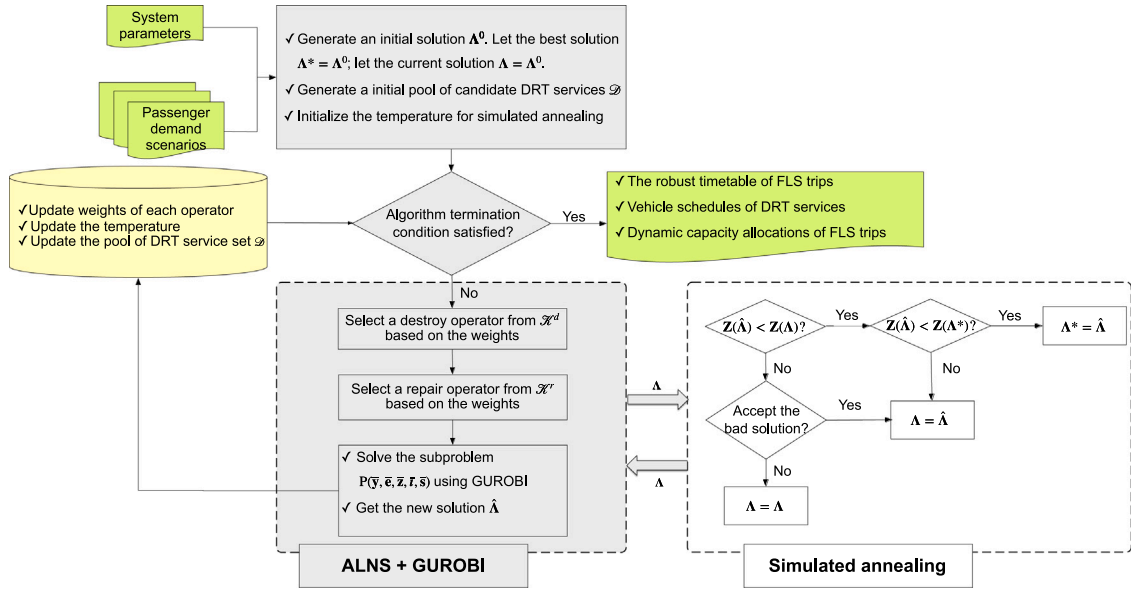 System
parameters
Passenger
demand
scenarios
✓ Generate an initial solution Λ⁰. Let the best solution
Λ* = Λ⁰; let the current solution Λ = Λ⁰.
✓ Generate a initial pool of candidate DRT services 𝒟
✓ Initialize the temperature for simulated annealing
✓Update weights of each operator
✓Update the temperature
✓Update the pool of DRT service set 𝒟
Algorithm termination
condition satisfied?
Yes
✓ The robust timetable of FLS trips
✓ Vehicle schedules of DRT services
✓ Dynamic capacity allocations of FLS trips
No
Select a destroy operator from 𝒦ᵈ
based on the weights
Select a repair operator from 𝒦ʳ
based on the weights
✓ Solve the subproblem
P(ȳ, ē, z̄, t̄, s̄) using GUROBI
✓ Get the new solution Λ̂
ALNS + GUROBI
Λ
Λ
Z(Λ̂) < Z(Λ)?
Yes
Z(Λ̂) < Z(Λ*)?
Yes
Λ* = Λ̂
No
No
Accept the
bad solution?
Yes
Λ = Λ̂
No
Λ = Λ
Simulated annealing